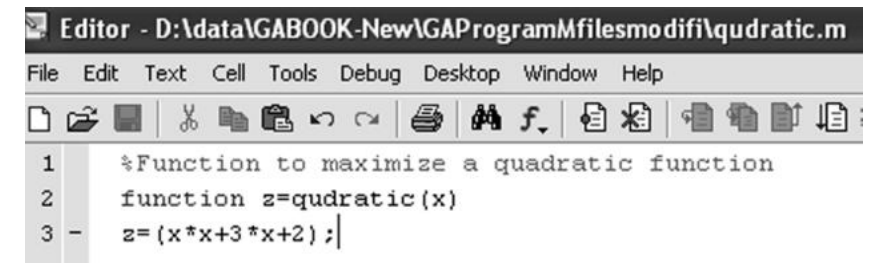 Editor - D:\data\GABOOK-New\GAProgramMfilesmodifi\qudratic.m
File Edit Text Cell Tools Debug Desktop Window Help
1 %Function to maximize a quadratic function
2 function z=qudratic(x)
3 - z=(x*x+3*x+2);